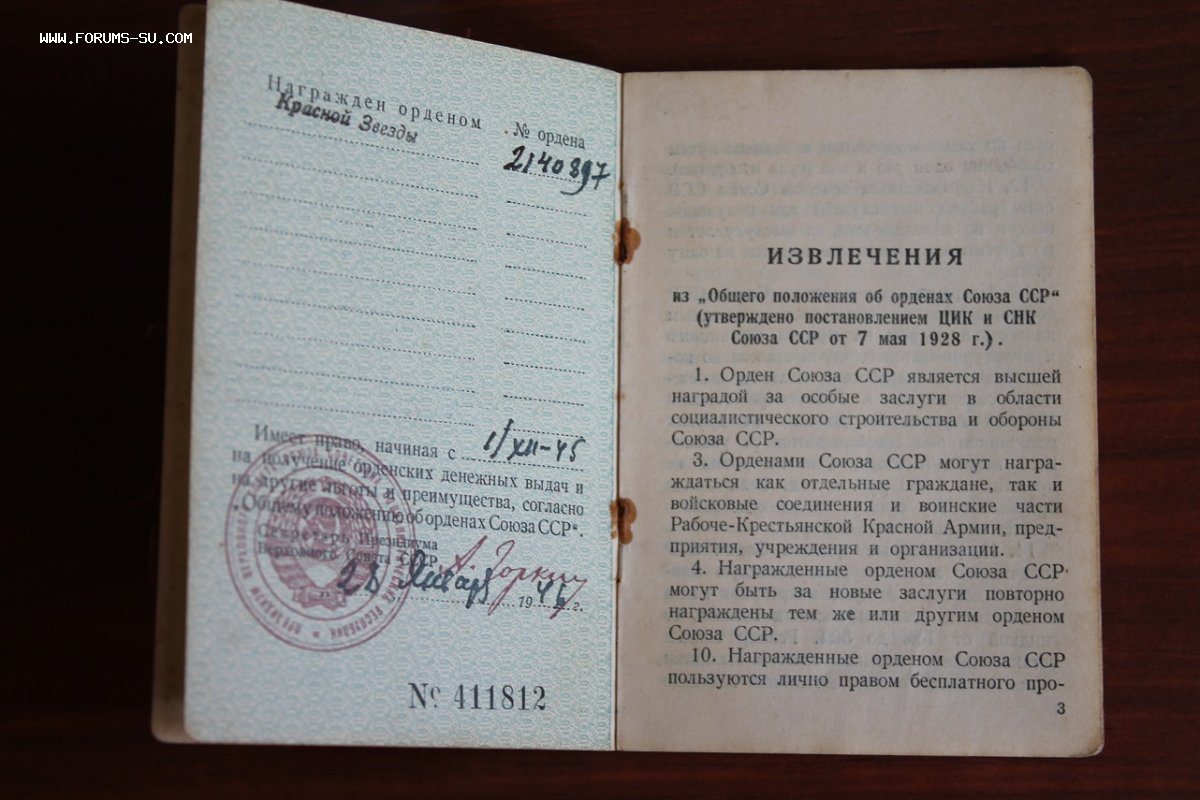 WWW.FORUMS-SU.COM
Награжден орденом
№ ордена
Красной Звезды
2140897
Имеет право, начиная с 1/XII-45
на получение орденских денежных выдач и
на другие льготы и преимущества, согласно
„Общему положению об орденах Союза ССР“.
Секретарь Президиума
Верховного Совета СССР
А. Горкин
28 Января 1946 г.
№ 411812
ИЗВЛЕЧЕНИЯ
из „Общего положения об орденах Союза ССР“
(утверждено постановлением ЦИК и СНК
Союза ССР от 7 мая 1928 г.).
1. Орден Союза ССР является высшей
наградой за особые заслуги в области
социалистического строительства и обороны
Союза ССР.
3. Орденами Союза ССР могут награ-
ждаться как отдельные граждане, так и
войсковые соединения и воинские части
Рабоче-Крестьянской Красной Армии, пред-
приятия, учреждения и организации.
4. Награжденные орденом Союза ССР
могут быть за новые заслуги повторно
награждены тем же или другим орденом
Союза ССР.
10. Награжденные орденом Союза ССР
пользуются лично правом бесплатного про-
3